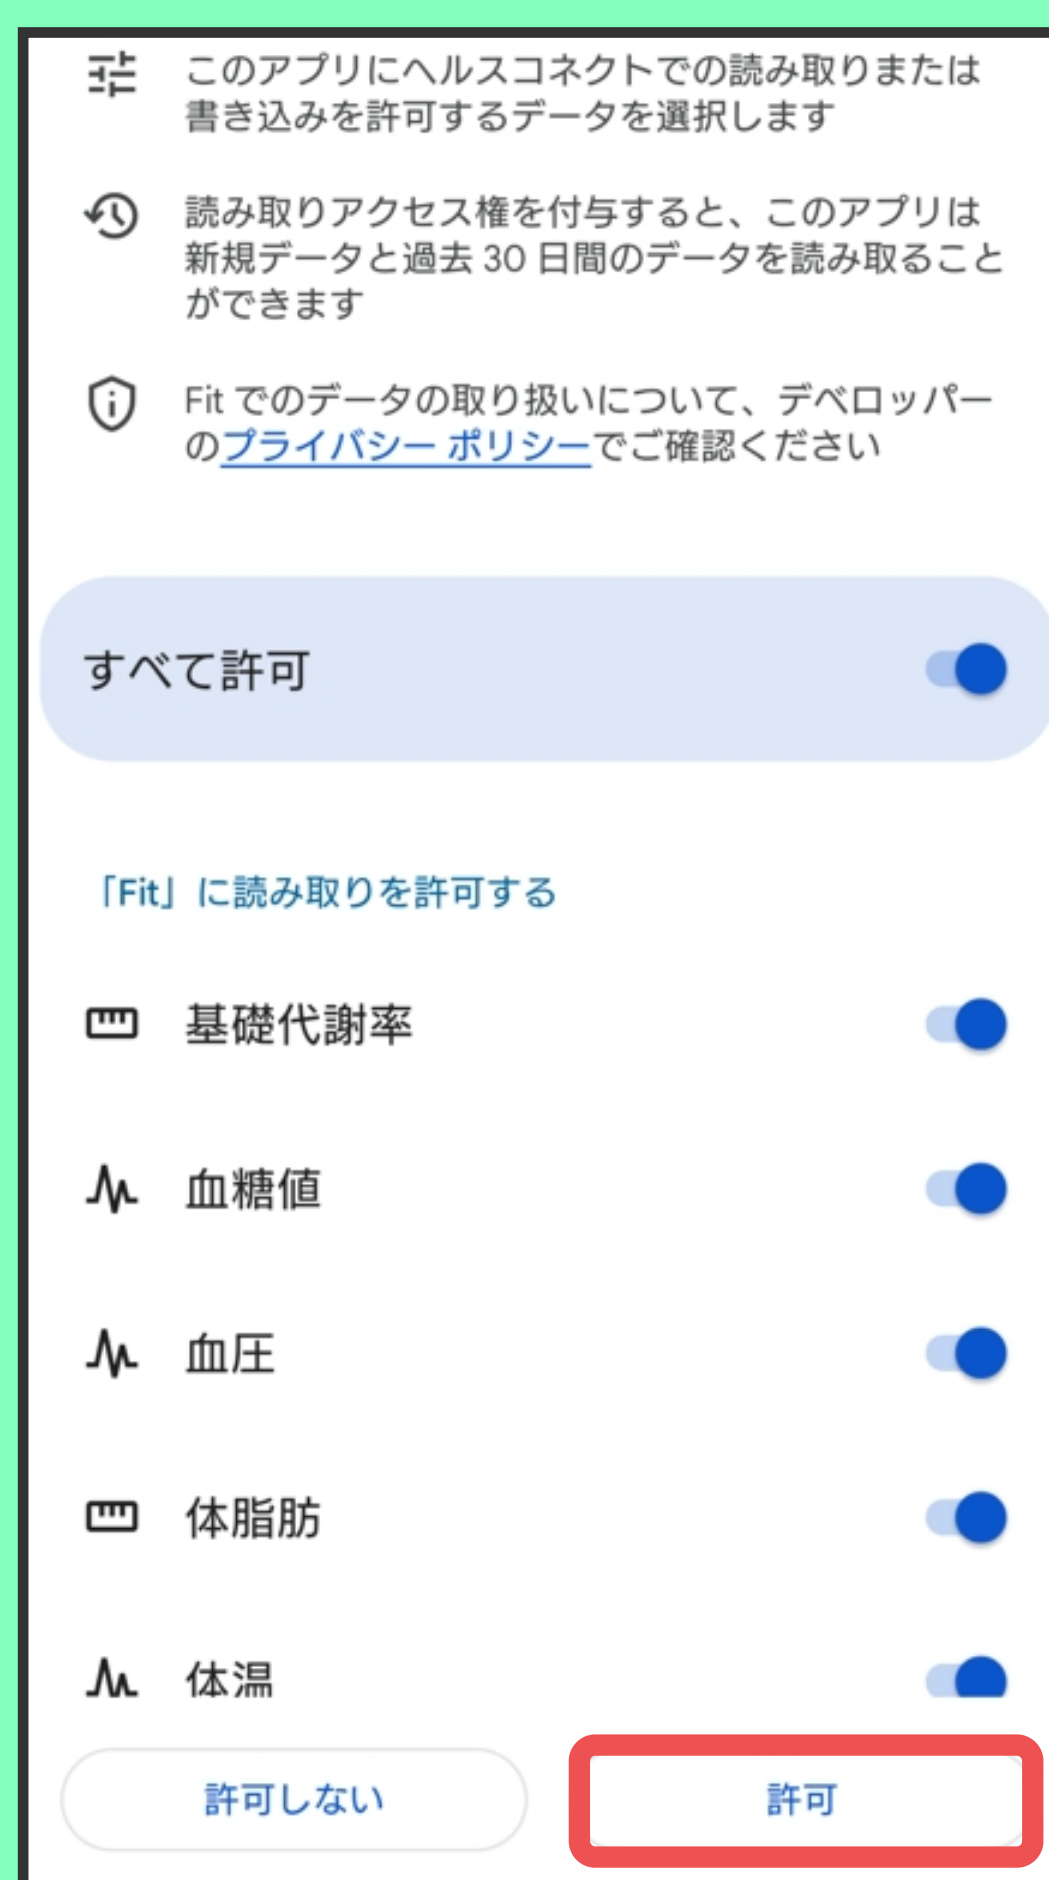 このアプリにヘルスコネクトでの読み取りまたは
書き込みを許可するデータを選択します
読み取りアクセス権を付与すると、このアプリは
新規データと過去 30 日間のデータを読み取ること
ができます
Fit でのデータの取り扱いについて、デベロッパー
のプライバシー ポリシーでご確認ください
すべて許可
「Fit」に読み取りを許可する
基礎代謝率
血糖値
血圧
体脂肪
体温
許可しない
許可